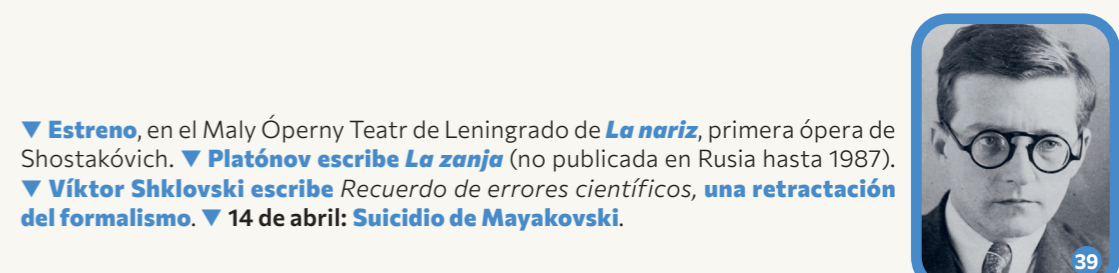 ▼ Estreno, en el Maly Óperny Teatr de Leningrado de La nariz, primera ópera de
Shostakóvich. ▼ Platónov escribe La zanja (no publicada en Rusia hasta 1987).
▼ Víktor Shklovski escribe Recuerdo de errores científicos, una retractación
del formalismo. ▼ 14 de abril: Suicidio de Mayakovski.
39